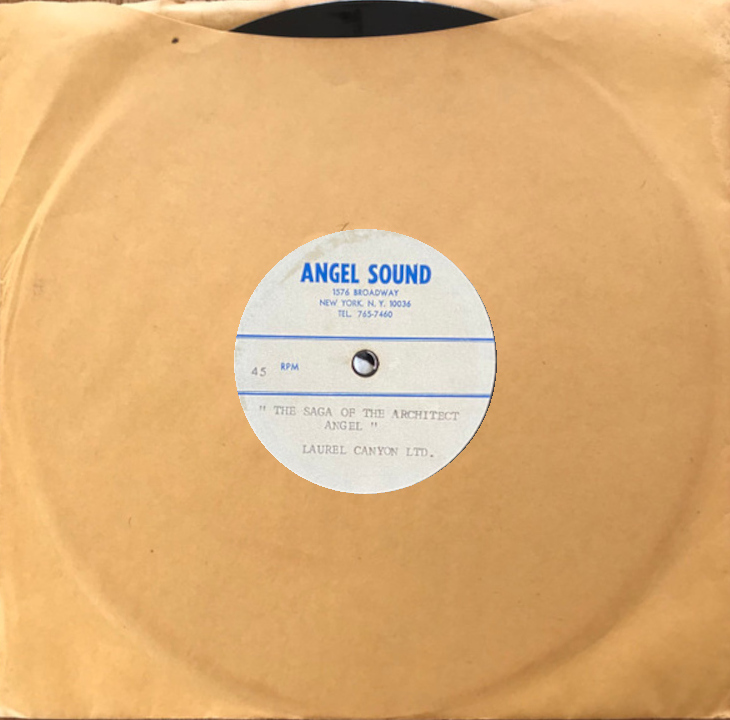 ANGEL SOUND
1576 BROADWAY
NEW YORK, N. Y. 10036
TEL. 765-7460
45 RPM
" THE SAGA OF THE ARCHITECT
ANGEL "
LAUREL CANYON LTD.